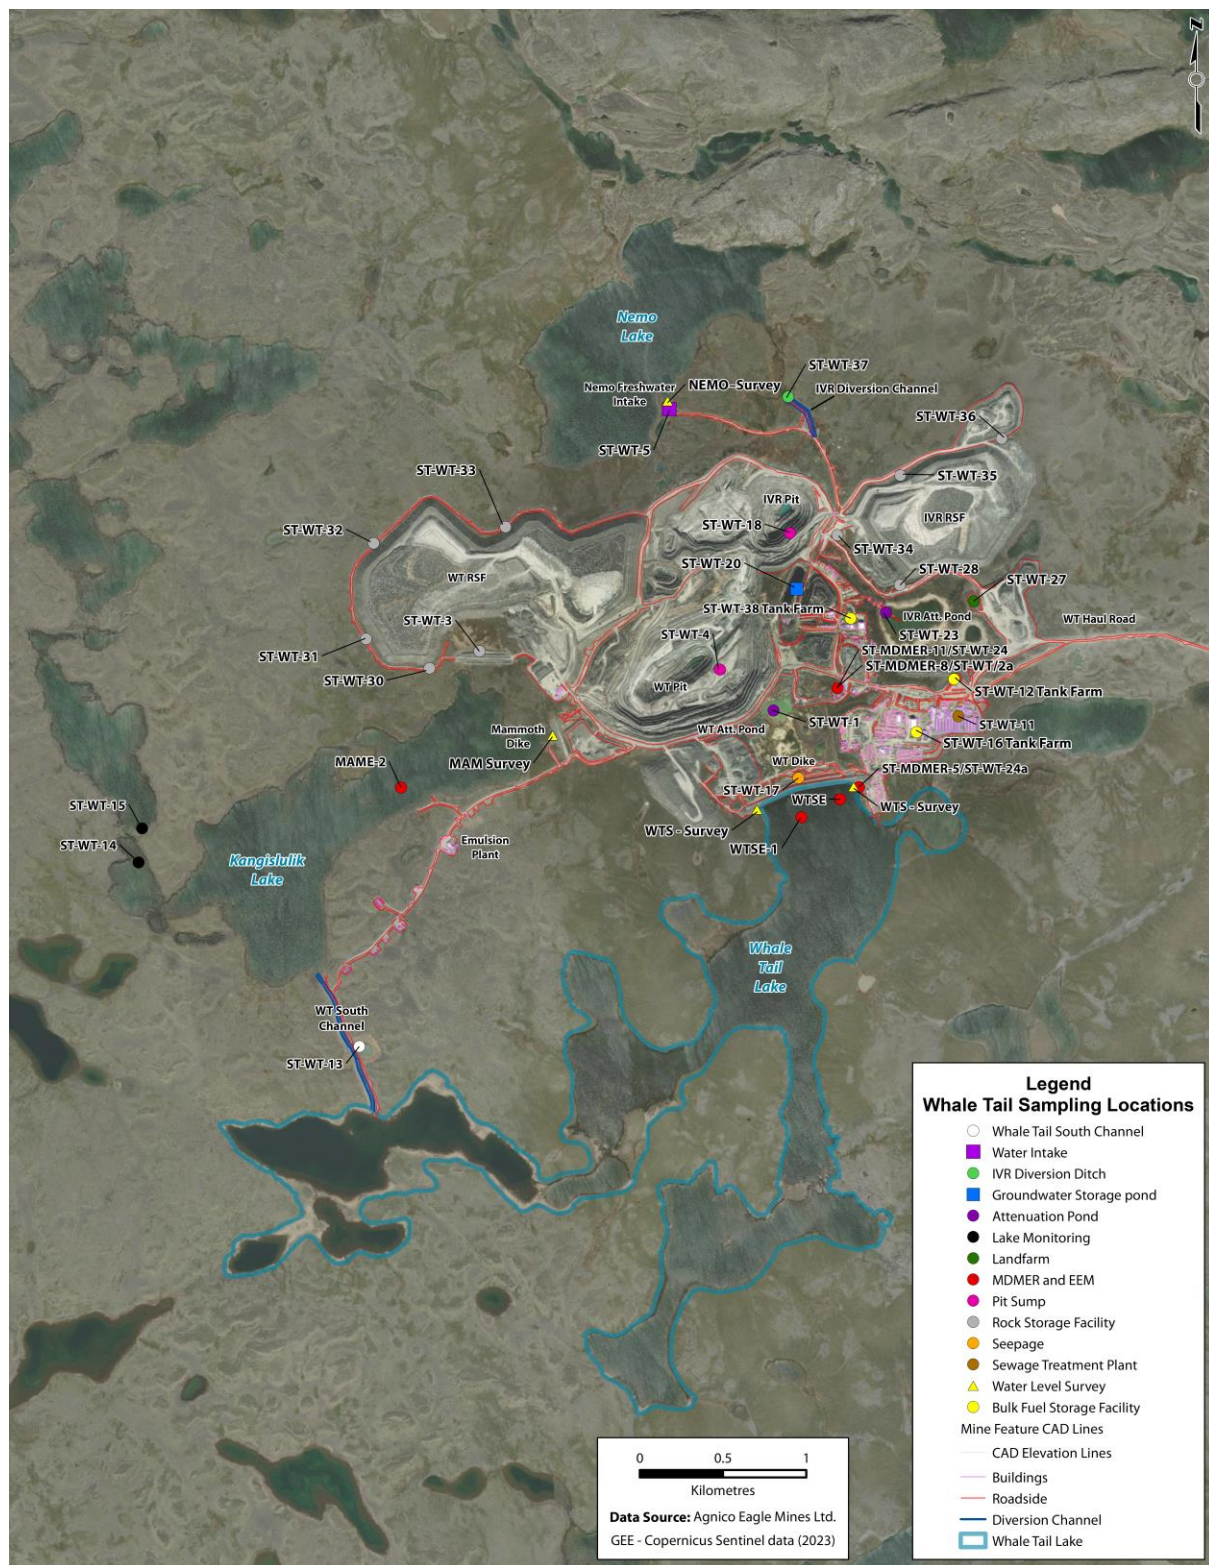 N
Nemo
Lake
ST-WT-37
Nemo Freshwater
Intake
NEMO-Survey
IVR Diversion Channel
ST-WT-36
ST-WT-5
ST-WT-33
ST-WT-35
IVR Pit
IVR RSF
ST-WT-32
ST-WT-18
ST-WT-34
ST-WT-20
ST-WT-28
ST-WT-27
WT RSF
ST-WT-38 Tank Farm
IVR Att. Pond
WT Haul Road
ST-WT-3
ST-WT-4
ST-WT-23
ST-WT-31
ST-MDMER-11/ST-WT-24
ST-MDMER-8/ST-WT/2a
ST-WT-30
WT Pit
ST-WT-12 Tank Farm
Mammoth
Dike
WT Att. Pond
ST-WT-1
ST-WT-11
ST-WT-16 Tank Farm
MAME-2
MAM Survey
WT Dike
ST-MDMER-5/ST-WT-24a
ST-WT-17
WTSE
WTS - Survey
ST-WT-15
WTS - Survey
ST-WT-14
Emulsion
Plant
WTSE-1
Kangislulik
Lake
Whale
Tail
Lake
WT South
Channel
ST-WT-13
Legend
Whale Tail Sampling Locations
Whale Tail South Channel
Water Intake
IVR Diversion Ditch
Groundwater Storage pond
Attenuation Pond
Lake Monitoring
Landfarm
MDMER and EEM
Pit Sump
Rock Storage Facility
Seepage
Sewage Treatment Plant
Water Level Survey
Bulk Fuel Storage Facility
Mine Feature CAD Lines
CAD Elevation Lines
Buildings
Roadside
Diversion Channel
Whale Tail Lake
0 0.5 1
Kilometres
Data Source: Agnico Eagle Mines Ltd.
GEE - Copernicus Sentinel data (2023)